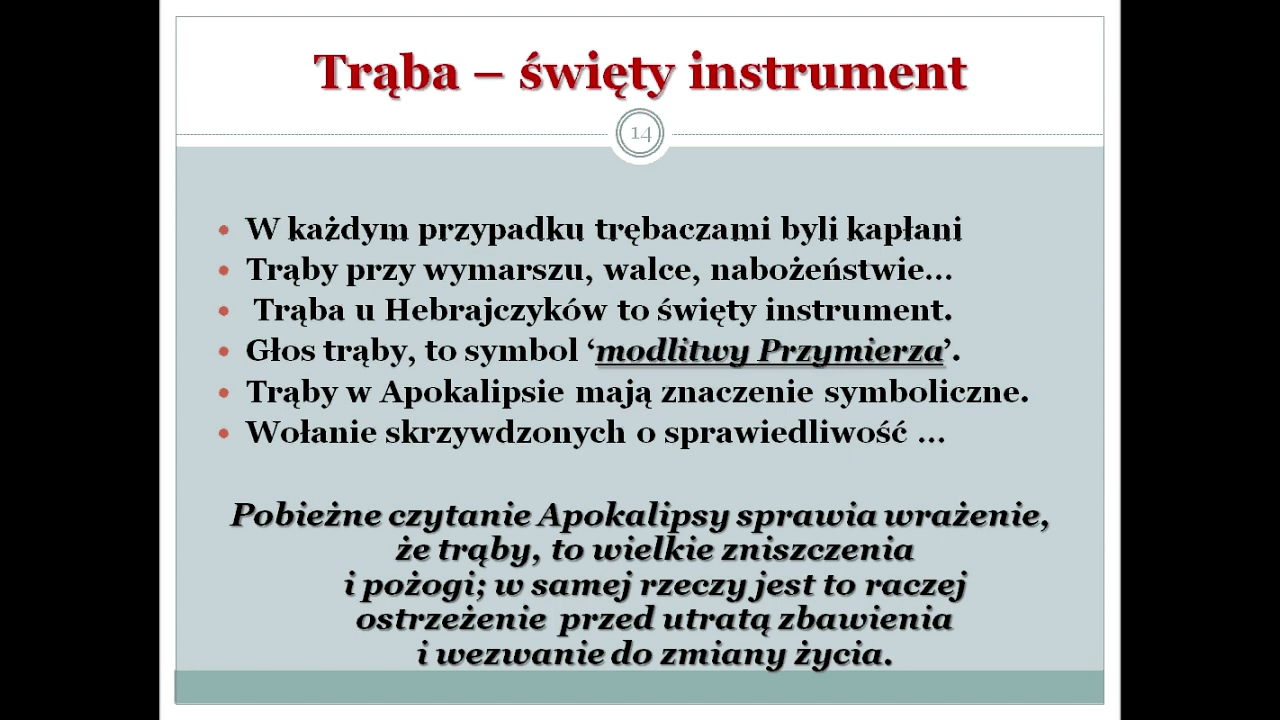 Trąba – święty instrument
14
• W każdym przypadku trębaczami byli kapłani
• Trąby przy wymarszu, walce, nabożeństwie...
• Trąba u Hebrajczyków to święty instrument.
• Głos trąby, to symbol ‘modlitwy Przymierza’.
• Trąby w Apokalipsie mają znaczenie symboliczne.
• Wołanie skrzywdzonych o sprawiedliwość ...
Pobieżne czytanie Apokalipsy sprawia wrażenie,
że trąby, to wielkie zniszczenia
i pożogi; w samej rzeczy jest to raczej
ostrzeżenie przed utratą zbawienia
i wezwanie do zmiany życia.